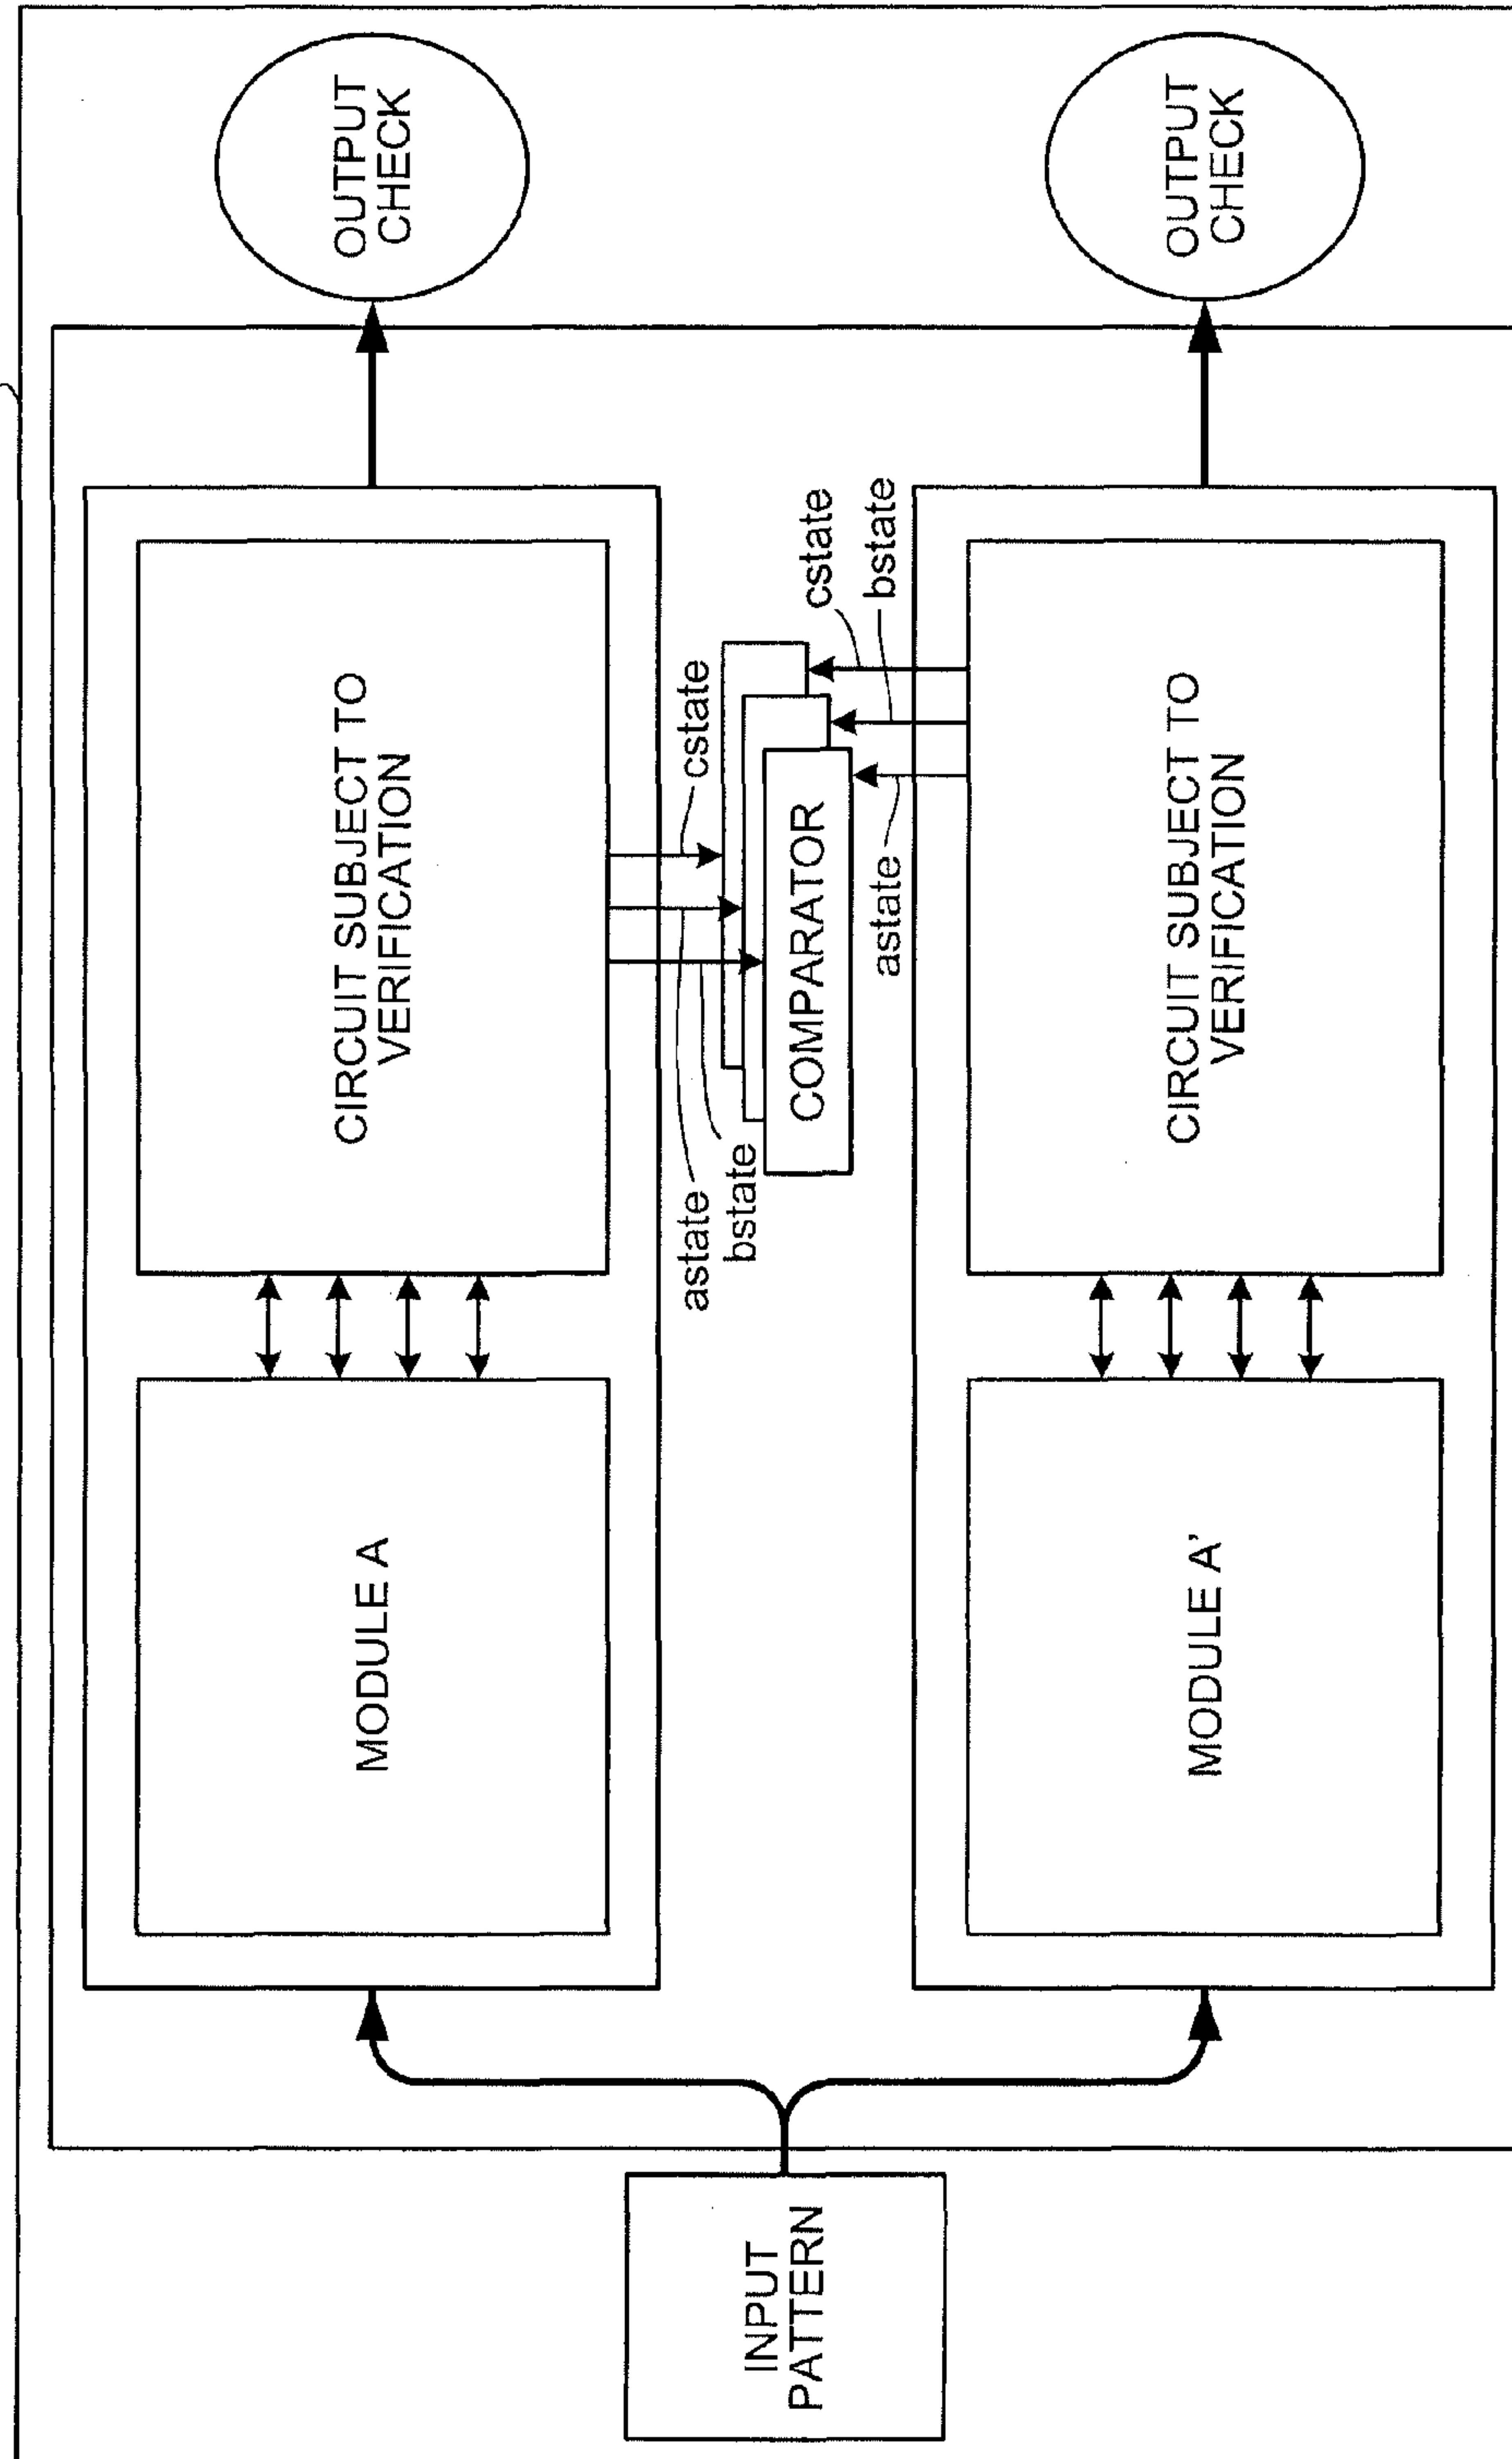 INPUT
PATTERN
MODULE A
CIRCUIT SUBJECT TO
VERIFICATION
OUTPUT
CHECK
astate
bstate
cstate
COMPARATOR
astate
bstate
cstate
MODULE A'
CIRCUIT SUBJECT TO
VERIFICATION
OUTPUT
CHECK